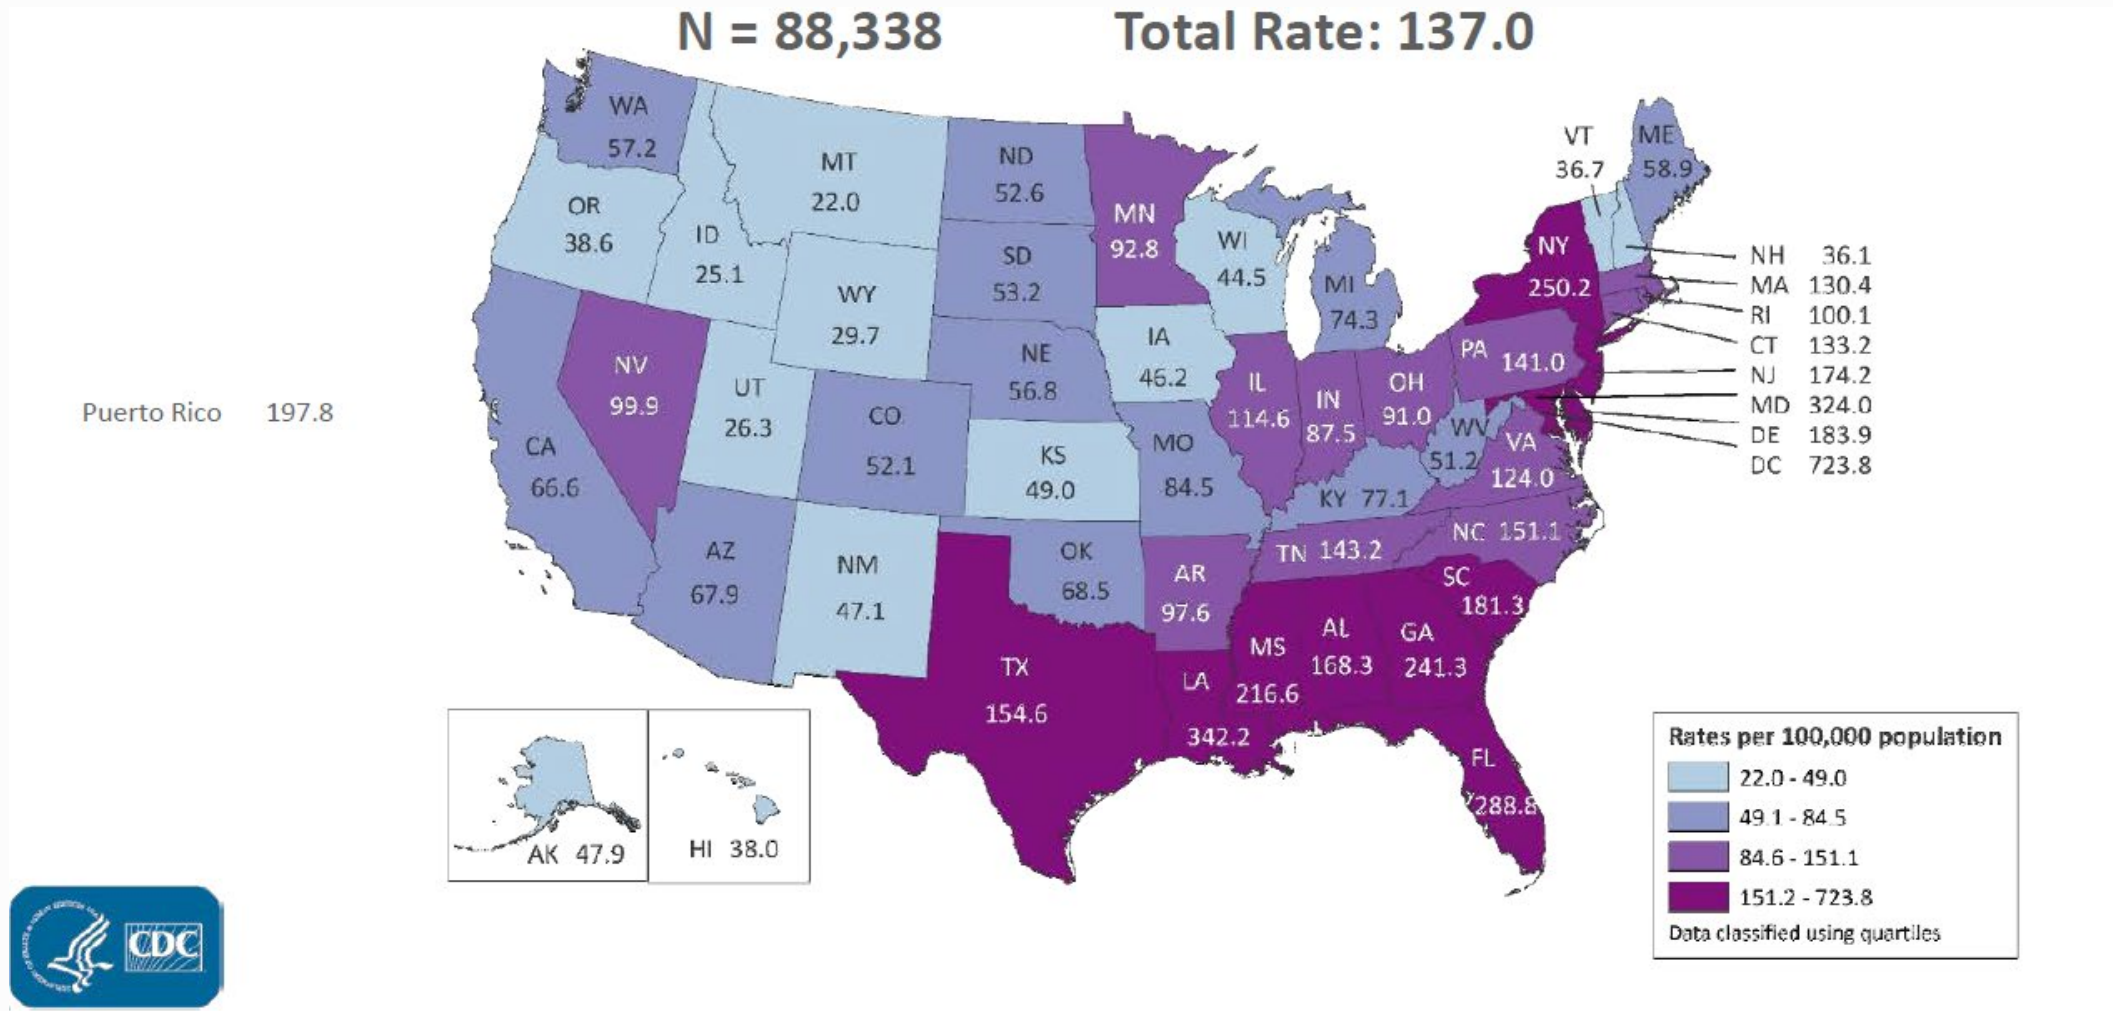 N = 88,338 Total Rate: 137.0
WA
57.2
MT
22.0
ND
52.6
MN
92.8
VT
36.7
ME
58.9
OR
38.6
ID
25.1
WY
29.7
SD
53.2
WI
44.5
MI
74.3
NY
250.2
NH 36.1
MA 130.4
RI 100.1
CT 133.2
NJ 174.2
MD 324.0
DE 183.9
DC 723.8
Puerto Rico 197.8
NV
99.9
UT
26.3
CO
52.1
NE
56.8
IA
46.2
IL
114.6
IN
87.5
OH
91.0
PA 141.0
CA
66.6
KS
49.0
MO
84.5
WV
51.2
VA
124.0
KY 77.1
AZ
67.9
NM
47.1
OK
68.5
AR
97.6
TN 143.2
NC 151.1
SC
181.3
TX
154.6
LA
342.2
MS
216.6
AL
168.3
GA
241.3
FL
288.8
AK 47.9
HI 38.0
Rates per 100,000 population
22.0 - 49.0
49.1 - 84.5
84.6 - 151.1
151.2 - 723.8
Data classified using quartiles
CDC